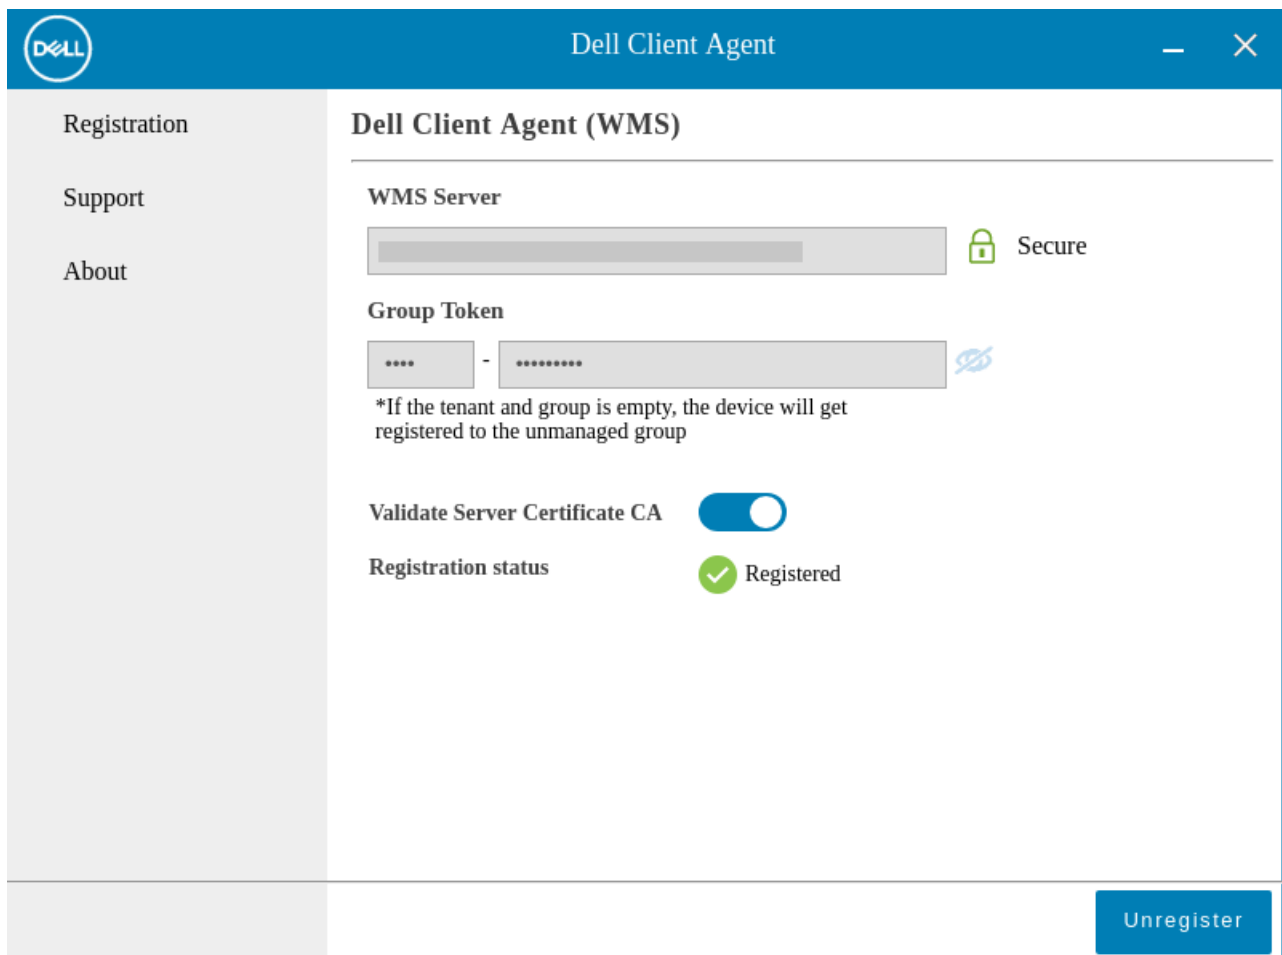 DELL
Dell Client Agent
Registration
Support
About
Dell Client Agent (WMS)
WMS Server
Secure
Group Token
•••• - •••••••••
*If the tenant and group is empty, the device will get
registered to the unmanaged group
Validate Server Certificate CA
Registration status
Registered
Unregister